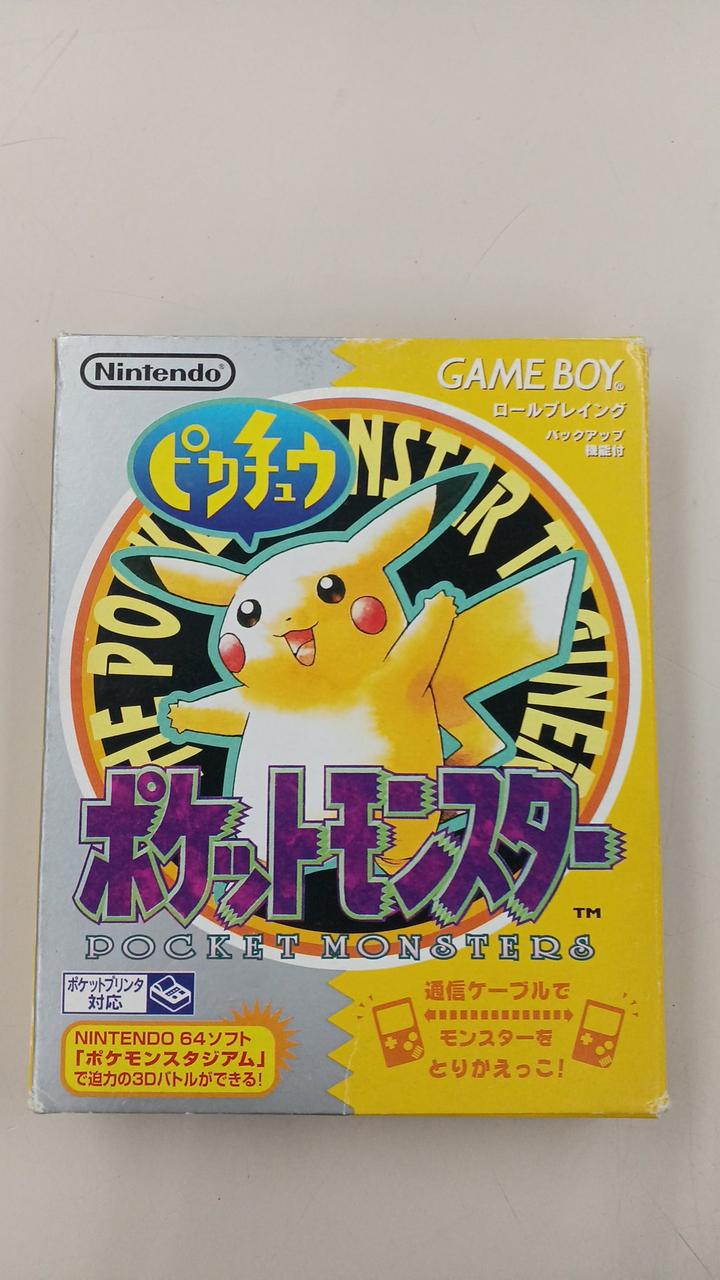 Nintendo®
GAME BOY®
ロールプレイング
バックアップ
機能付
ピカチュウ
ポケットモンスター
TM
POCKET MONSTERS
ポケットプリンタ
対応
NINTENDO 64ソフト
「ポケモンスタジアム」
で迫力の3Dバトルができる!
通信ケーブルで
モンスターを
とりかえっこ!